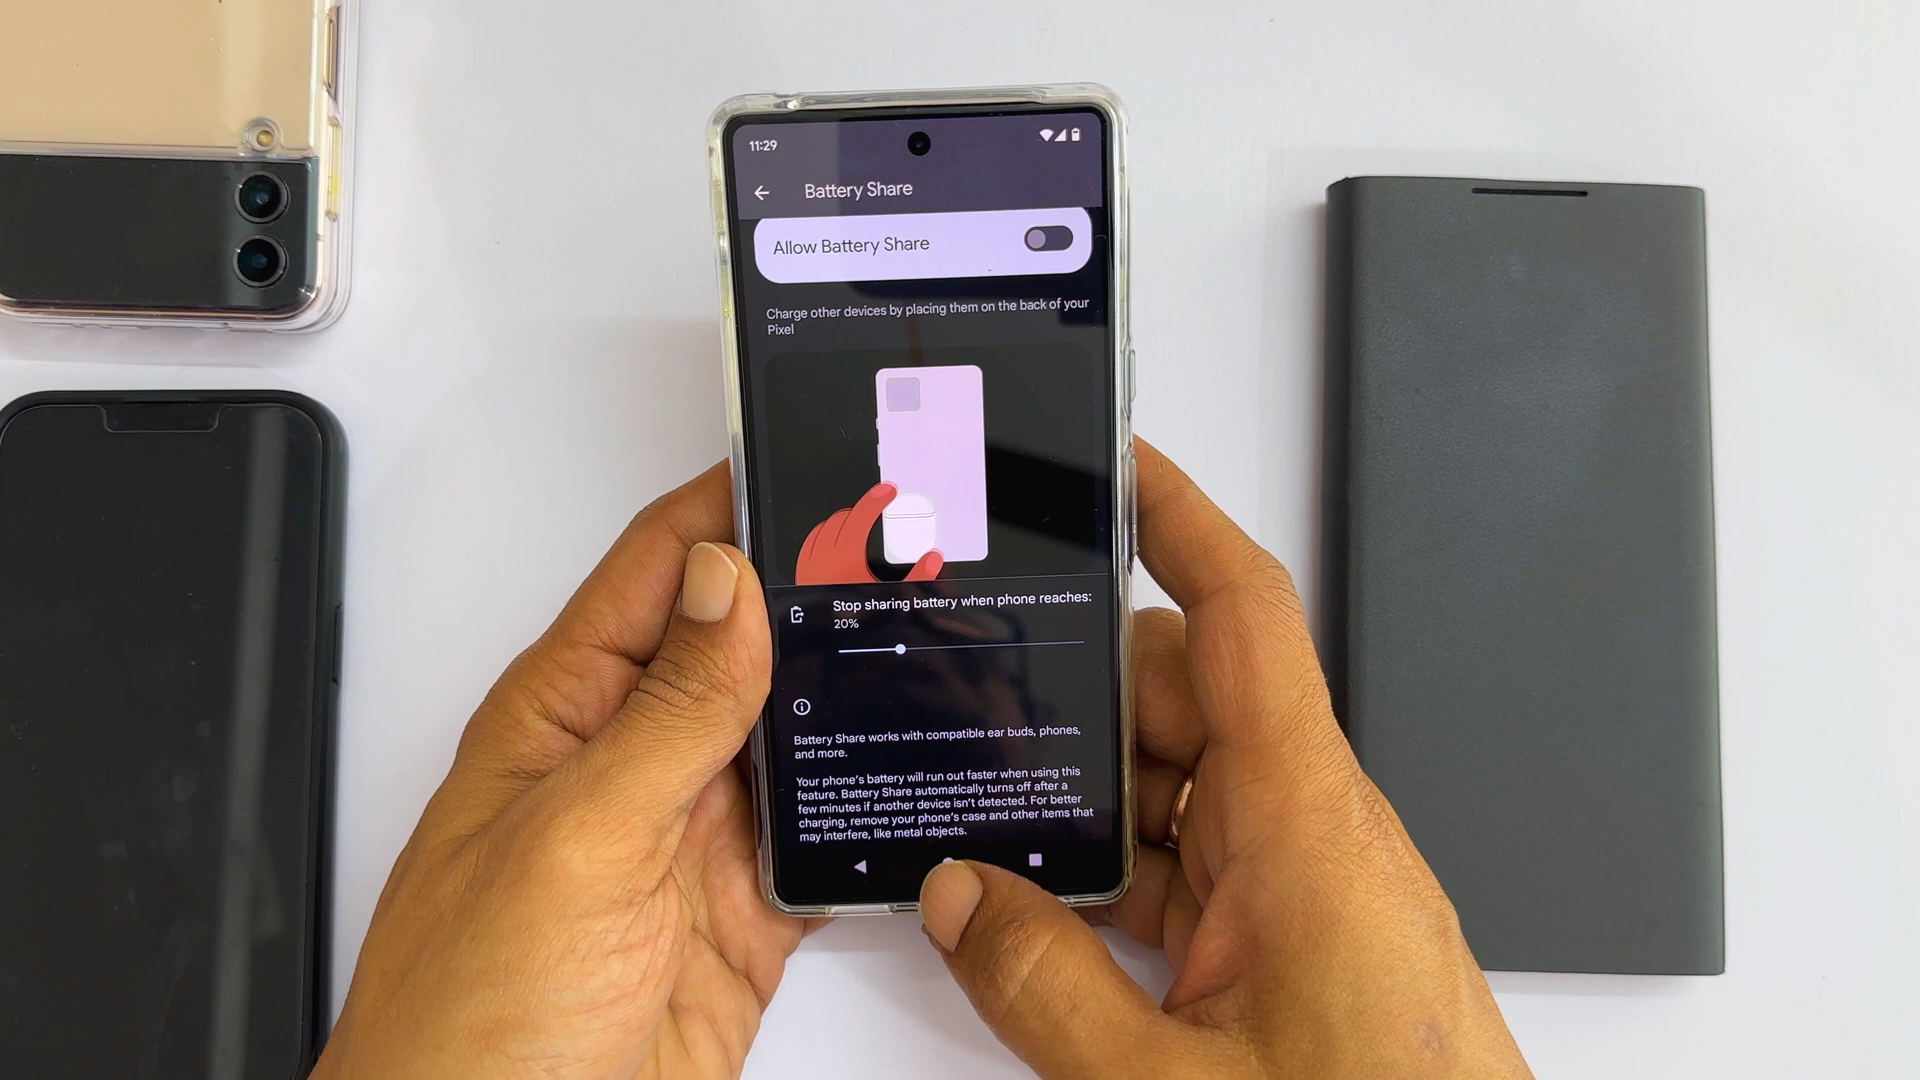 11:29
Battery Share
Allow Battery Share
Charge other devices by placing them on the back of your
Pixel
Stop sharing battery when phone reaches:
20%
Battery Share works with compatible ear buds, phones,
and more.
Your phone's battery will run out faster when using this
feature. Battery Share automatically turns off after a
few minutes if another device isn't detected. For better
charging, remove your phone's case and other items that
may interfere, like metal objects.